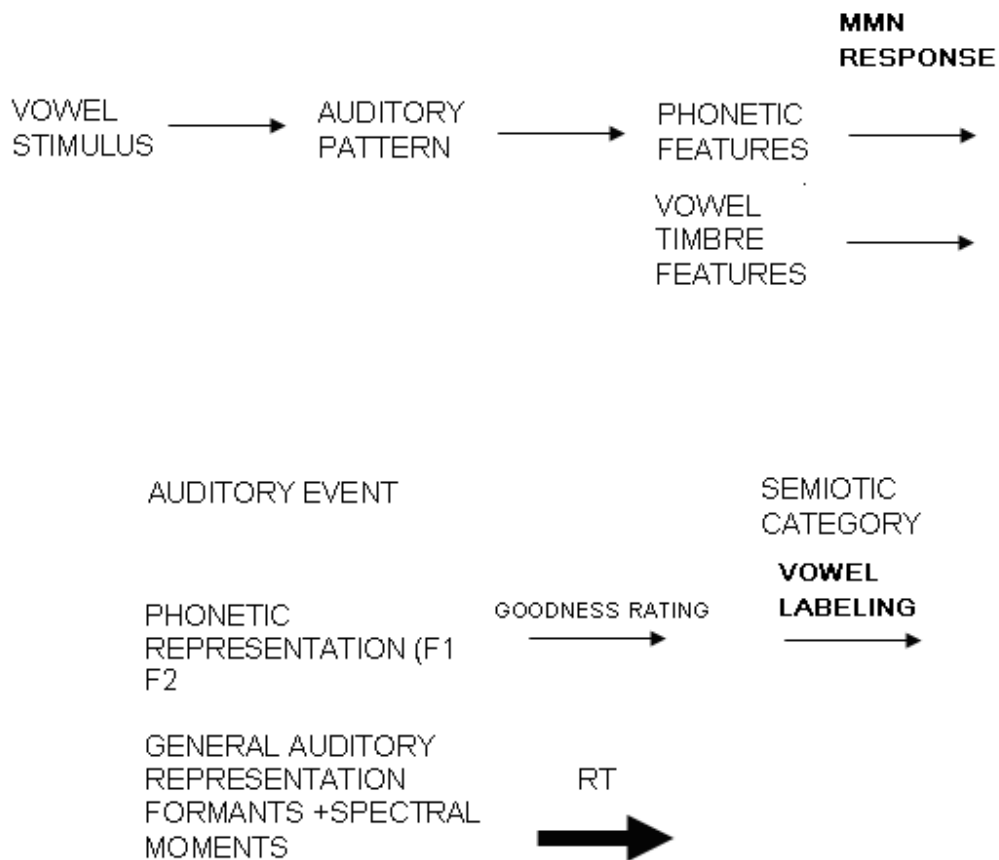 MMN
RESPONSE
VOWEL
STIMULUS
AUDITORY
PATTERN
PHONETIC
FEATURES
VOWEL
TIMBRE
FEATURES
AUDITORY EVENT
SEMIOTIC
CATEGORY
PHONETIC
REPRESENTATION (F1
F2
GOODNESS RATING
VOWEL
LABELING
GENERAL AUDITORY
REPRESENTATION
FORMANTS +SPECTRAL
MOMENTS
RT